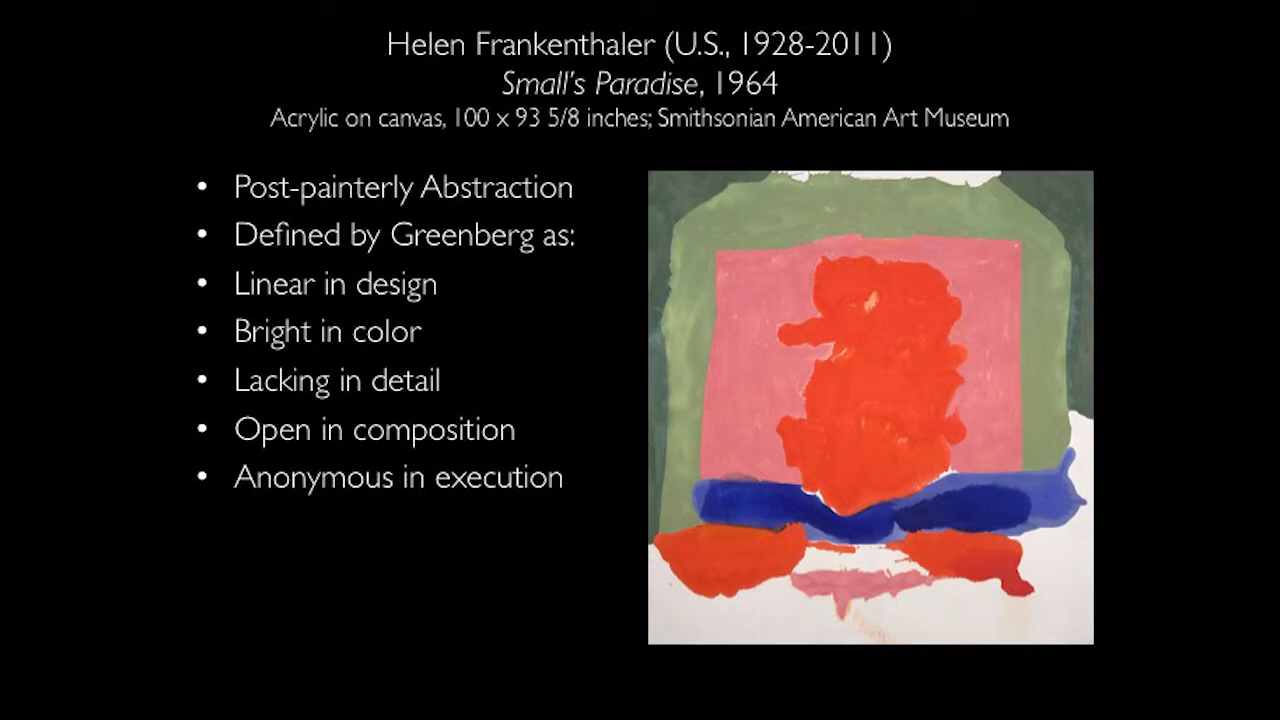 Helen Frankenthaler (U.S., 1928-2011)
Small's Paradise, 1964
Acrylic on canvas, 100 x 93 5/8 inches; Smithsonian American Art Museum
• Post-painterly Abstraction
• Defined by Greenberg as:
• Linear in design
• Bright in color
• Lacking in detail
• Open in composition
• Anonymous in execution